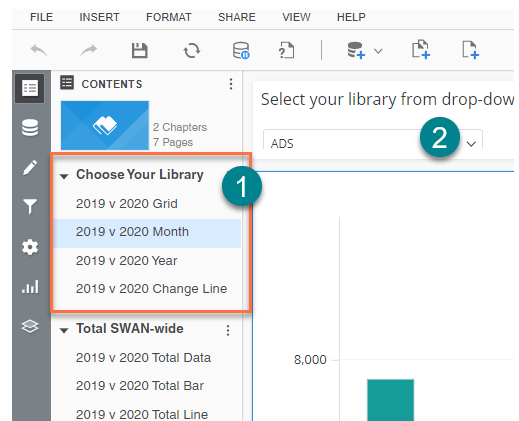 FILE INSERT FORMAT SHARE VIEW HELP
CONTENTS
2 Chapters
7 Pages
Choose Your Library
1
2019 v 2020 Grid
2019 v 2020 Month
2019 v 2020 Year
2019 v 2020 Change Line
Total SWAN-wide
2019 v 2020 Total Data
2019 v 2020 Total Bar
2019 v 2020 Total Line
Select your library from drop-dow
ADS
2
8,000